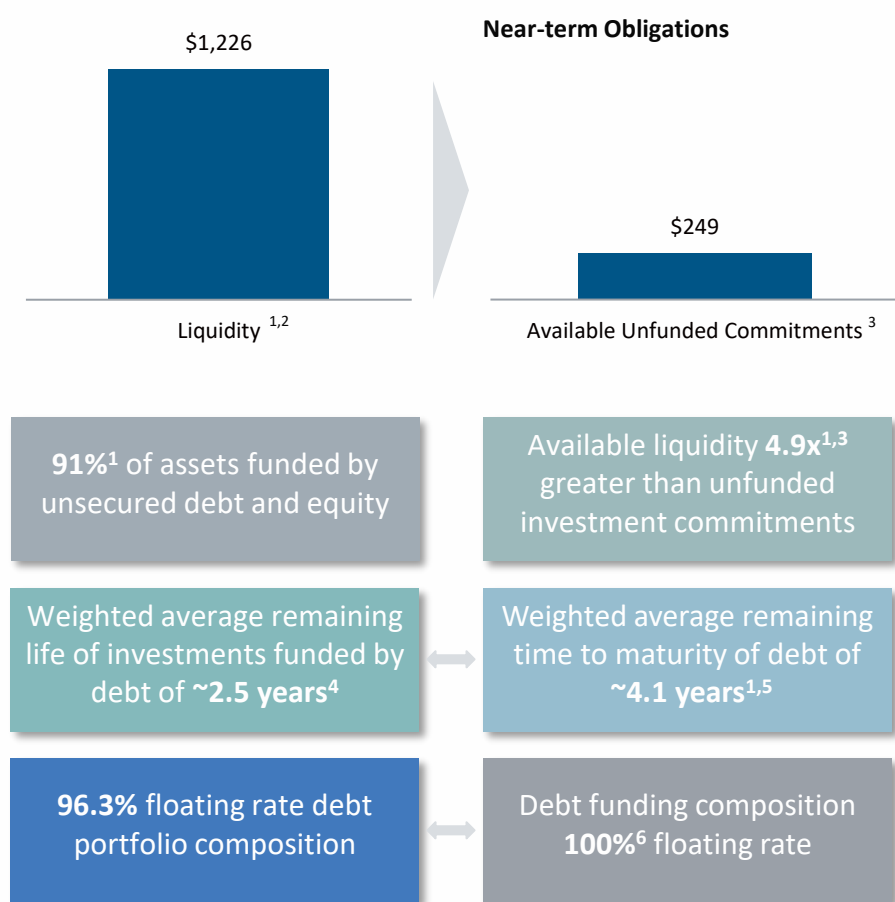 Near-term Obligations
$1,226
$249
Liquidity 1,2
Available Unfunded Commitments 3
91%1 of assets funded by
unsecured debt and equity
Available liquidity 4.9x1,3
greater than unfunded
investment commitments
Weighted average remaining
life of investments funded by
debt of ~2.5 years4
Weighted average remaining
time to maturity of debt of
~4.1 years1,5
96.3% floating rate debt
portfolio composition
Debt funding composition
100%6 floating rate